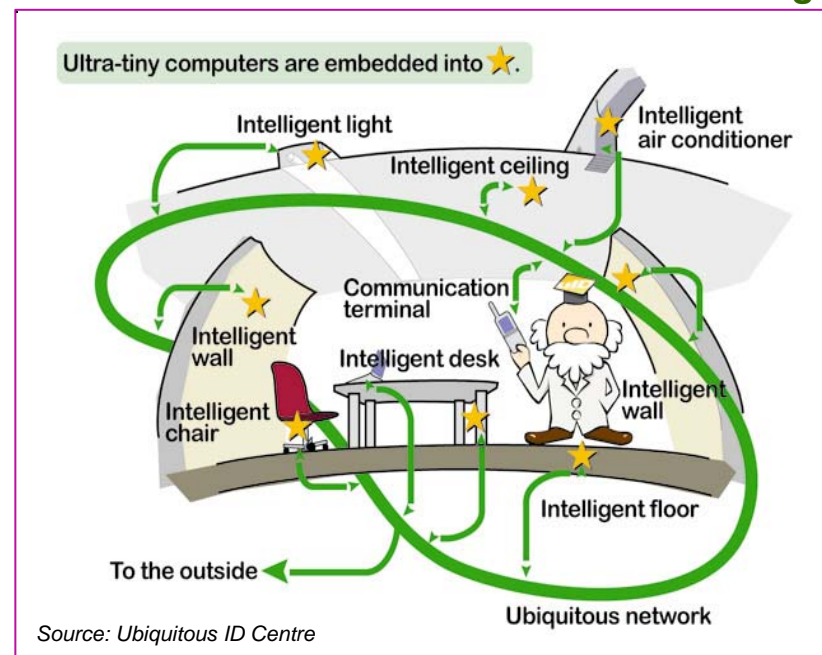 Ultra-tiny computers are embedded into ⭐.
Intelligent light
Intelligent
air conditioner
Intelligent ceiling
Communication
terminal
Intelligent
wall
Intelligent desk
Intelligent
wall
Intelligent
chair
Intelligent floor
To the outside
Ubiquitous network
Source: Ubiquitous ID Centre